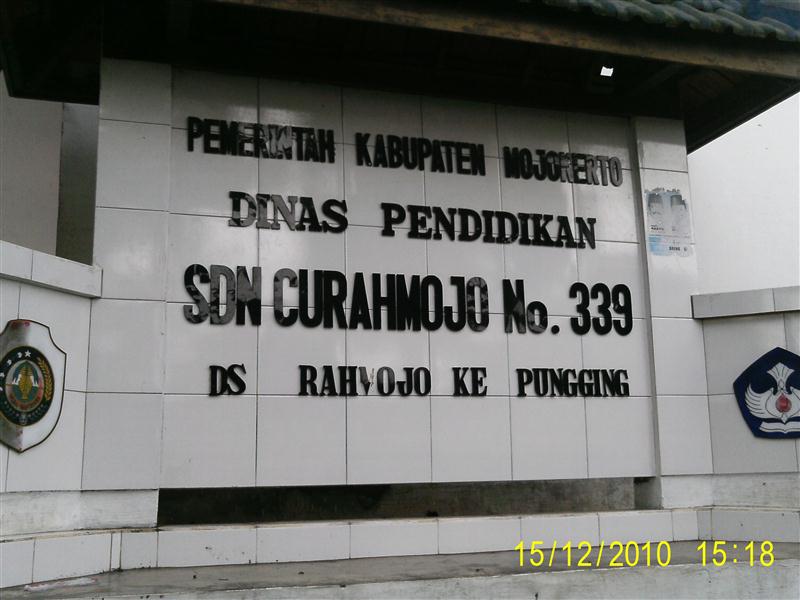 PEMERINTAH KABUPATEN MOJOKERTO
DINAS PENDIDIKAN
SDN CURAHMOJO No. 339
DS RAHVOJO KE PUNGGING
15/12/2010 15:18